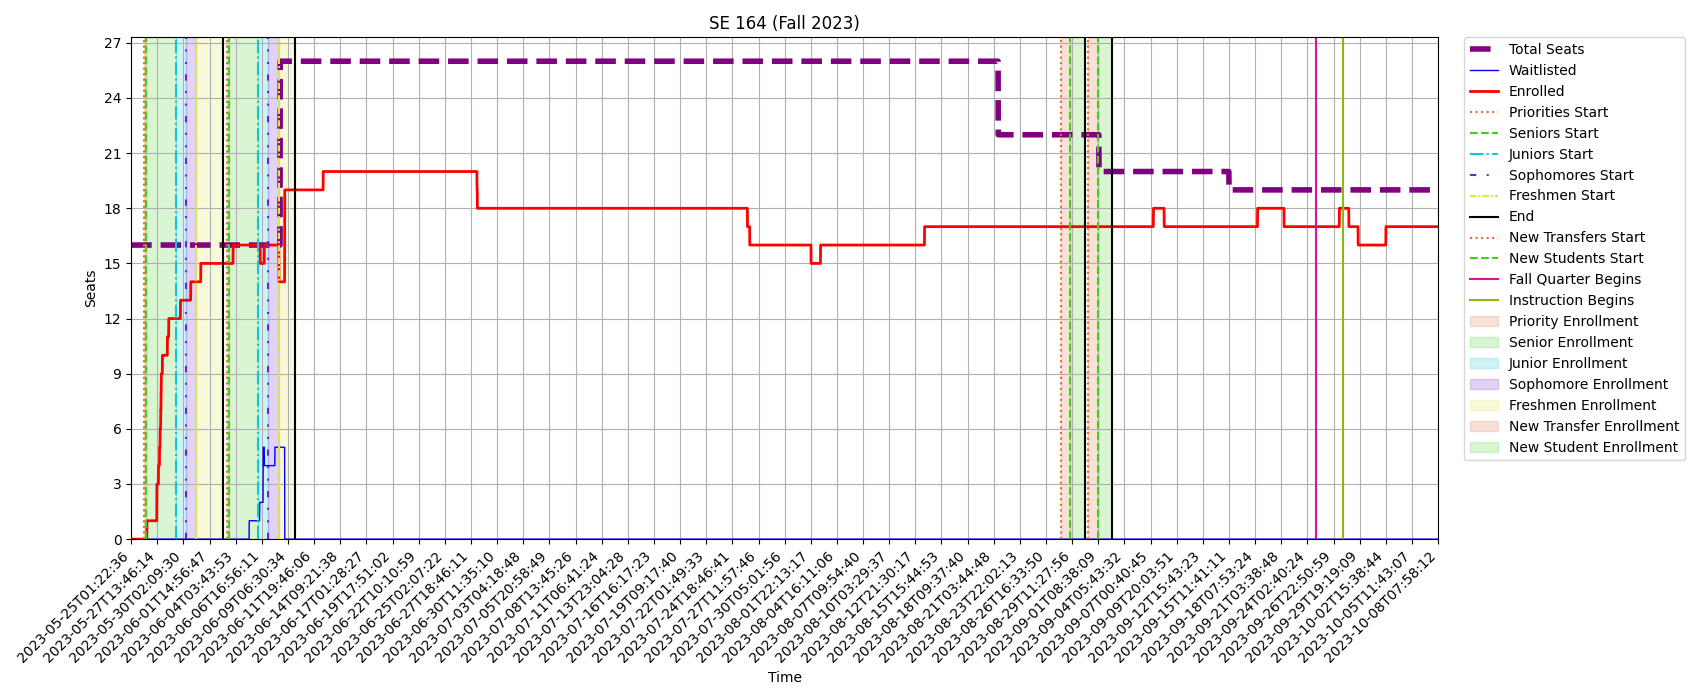 SE 164 (Fall 2023)
27
24
21
18
15
12
9
6
3
0
Seats
2023-05-25T01:22:36
2023-05-27T13:46:14
2023-05-30T02:09:30
2023-06-01T14:56:47
2023-06-04T03:43:53
2023-06-06T16:56:11
2023-06-09T06:30:34
2023-06-11T19:46:06
2023-06-14T09:21:38
2023-06-17T01:28:27
2023-06-19T17:51:02
2023-06-22T10:10:59
2023-06-25T02:07:22
2023-06-27T18:46:11
2023-06-30T11:35:10
2023-07-03T04:18:48
2023-07-05T20:58:49
2023-07-08T13:45:26
2023-07-11T06:41:24
2023-07-13T23:04:28
2023-07-16T16:17:23
2023-07-19T09:17:40
2023-07-22T01:49:33
2023-07-24T18:46:41
2023-07-27T11:57:46
2023-07-30T05:01:56
2023-08-01T22:13:17
2023-08-04T16:11:06
2023-08-07T09:54:40
2023-08-10T03:29:37
2023-08-12T21:30:17
2023-08-15T15:44:53
2023-08-18T09:37:40
2023-08-21T03:44:48
2023-08-23T22:02:13
2023-08-26T16:33:50
2023-08-29T11:27:56
2023-09-01T08:38:09
2023-09-04T05:43:32
2023-09-07T00:40:45
2023-09-09T20:03:51
2023-09-12T15:43:23
2023-09-15T11:41:11
2023-09-18T07:53:24
2023-09-21T03:38:48
2023-09-24T02:40:24
2023-09-26T22:50:59
2023-09-29T19:19:09
2023-10-02T15:38:44
2023-10-05T11:43:07
2023-10-08T07:58:12
Time
Total Seats
Waitlisted
Enrolled
Priorities Start
Seniors Start
Juniors Start
Sophomores Start
Freshmen Start
End
New Transfers Start
New Students Start
Fall Quarter Begins
Instruction Begins
Priority Enrollment
Senior Enrollment
Junior Enrollment
Sophomore Enrollment
Freshmen Enrollment
New Transfer Enrollment
New Student Enrollment